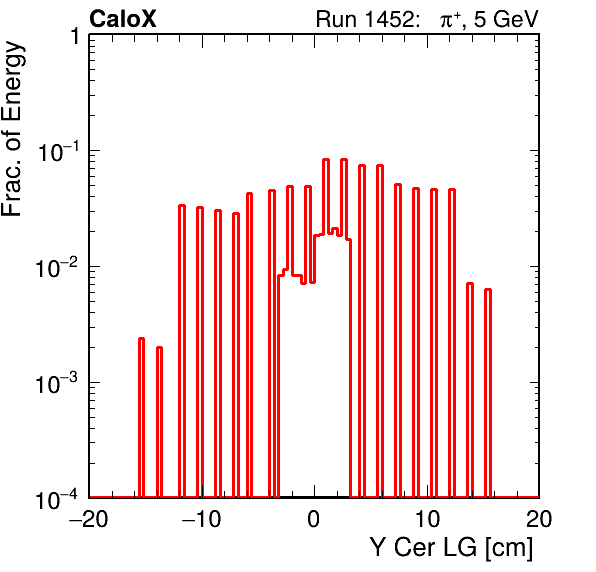 CaloX Run 1452: π⁺, 5 GeV
Frac. of Energy
1
10⁻¹
10⁻²
10⁻³
10⁻⁴
−20 −10 0 10 20
Y Cer LG [cm]